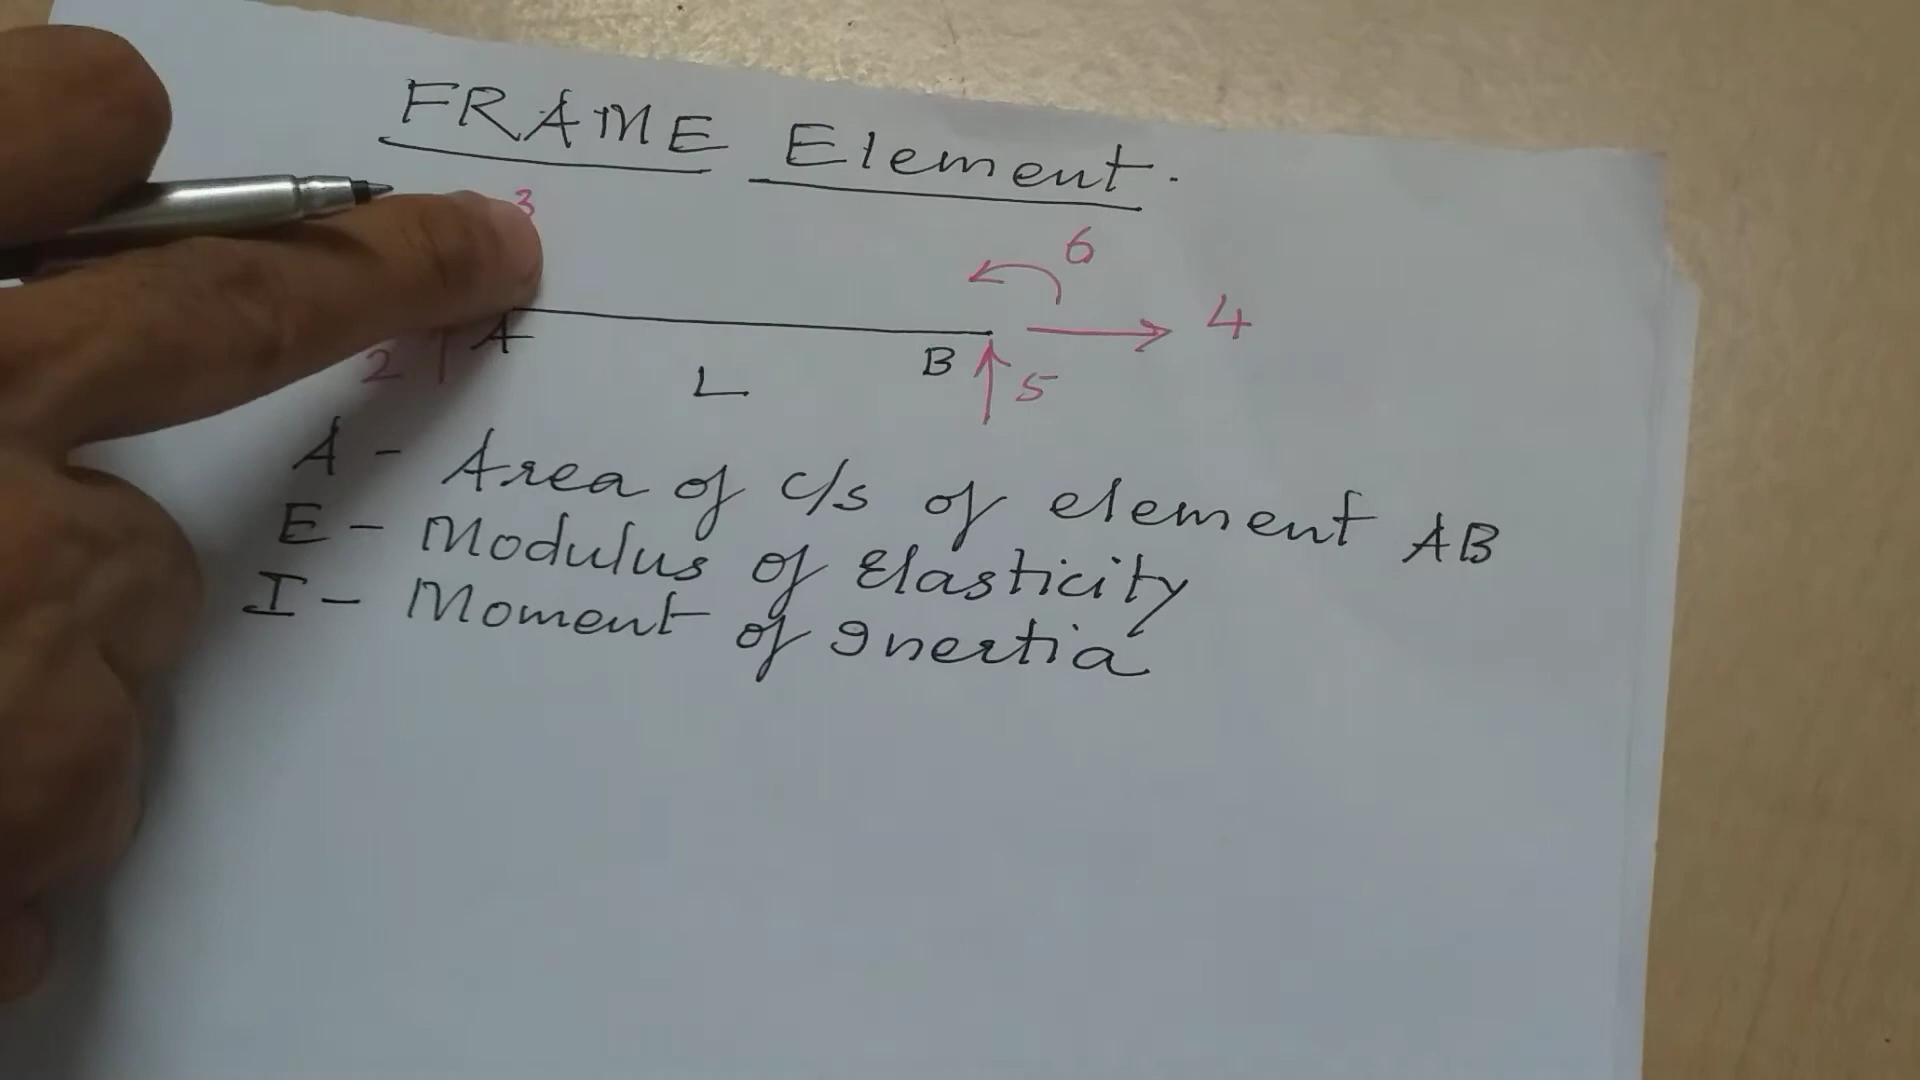 FRAME Element.
3
6
4
2 A B 5
L
A - Area of c/s of element AB
E - Modulus of Elasticity
I - Moment of Inertia